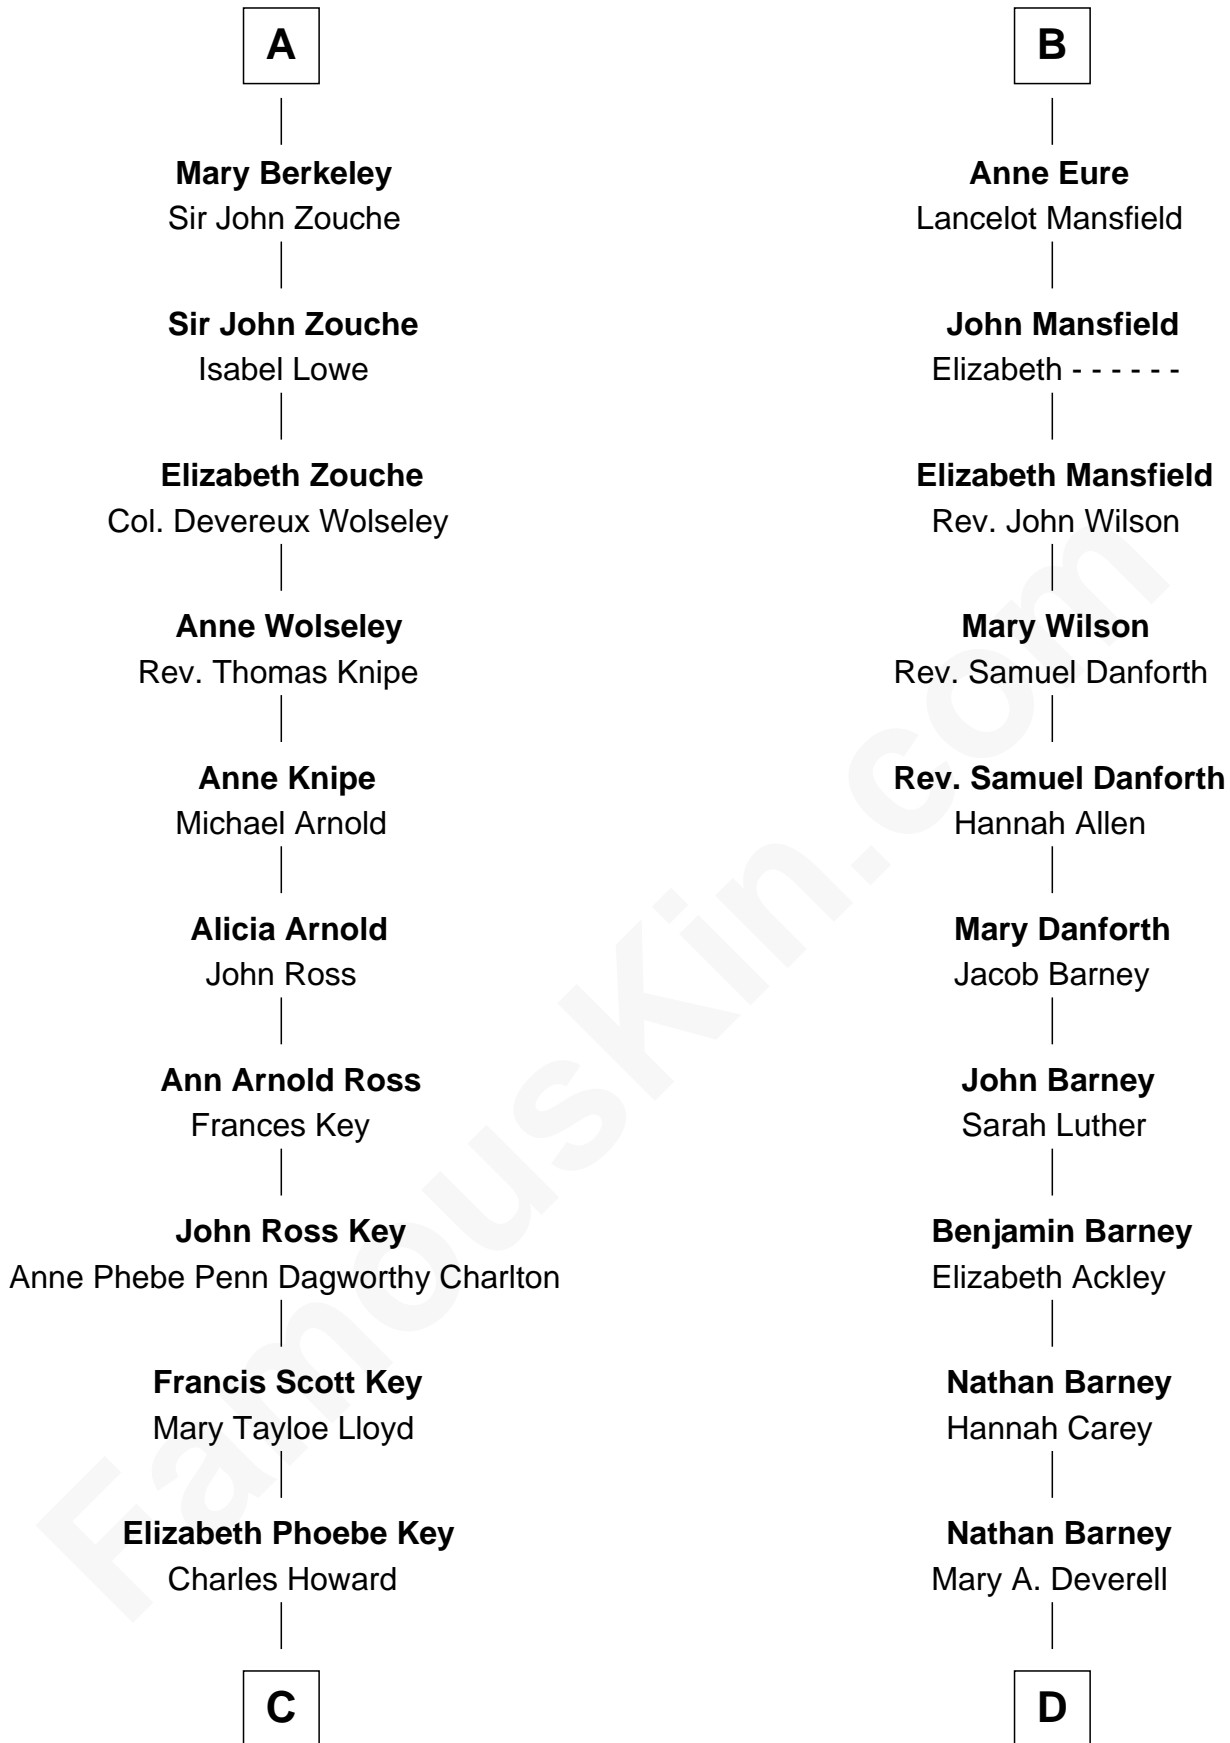 A
Mary Berkeley
Sir John Zouche
Sir John Zouche
Isabel Lowe
Elizabeth Zouche
Col. Devereux Wolseley
Anne Wolseley
Rev. Thomas Knipe
Anne Knipe
Michael Arnold
Alicia Arnold
John Ross
Ann Arnold Ross
Frances Key
John Ross Key
Anne Phebe Penn Dagworthy Charlton
Francis Scott Key
Mary Tayloe Lloyd
Elizabeth Phoebe Key
Charles Howard
C
B
Anne Eure
Lancelot Mansfield
John Mansfield
Elizabeth - - - - - -
Elizabeth Mansfield
Rev. John Wilson
Mary Wilson
Rev. Samuel Danforth
Rev. Samuel Danforth
Hannah Allen
Mary Danforth
Jacob Barney
John Barney
Sarah Luther
Benjamin Barney
Elizabeth Ackley
Nathan Barney
Hannah Carey
Nathan Barney
Mary A. Deverell
D
FamousKin.com